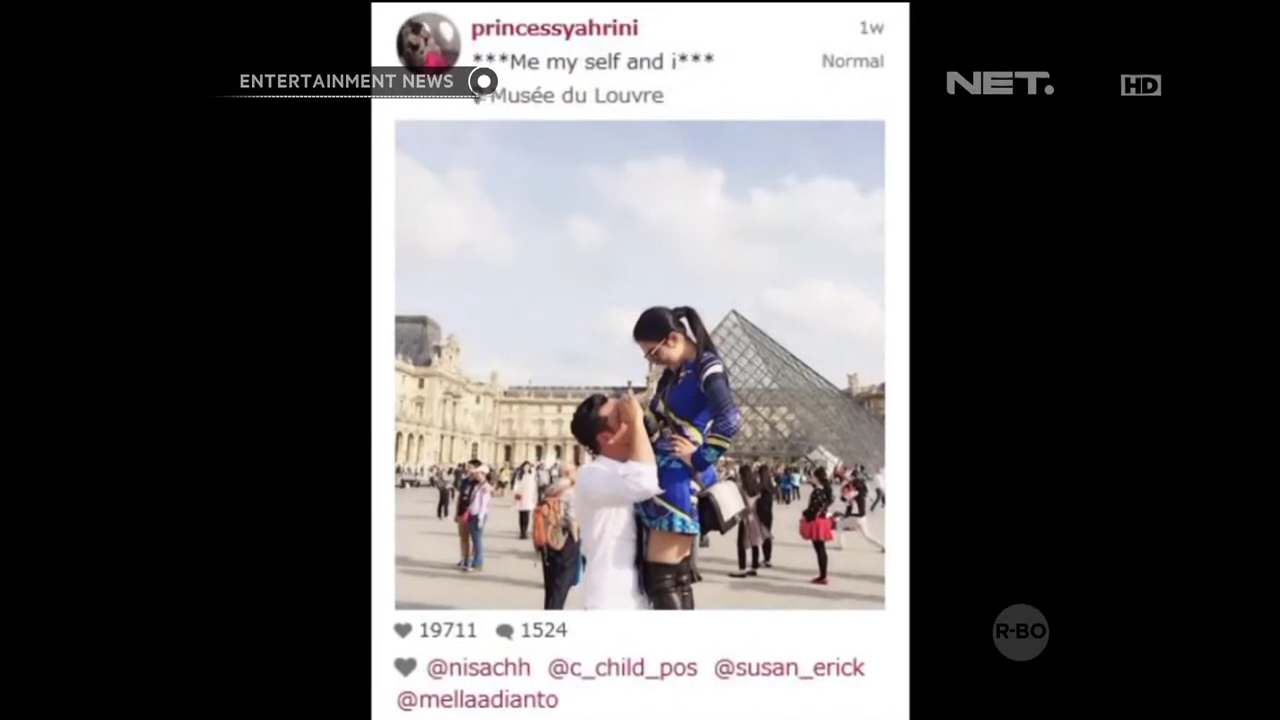 princessyahrini
1w
***Me my self and i***
Normal
ENTERTAINMENT NEWS
Musée du Louvre
NET.
HD
19711
1524
R-BO
@nisachh @c_child_pos @susan_erick
@mellaadianto